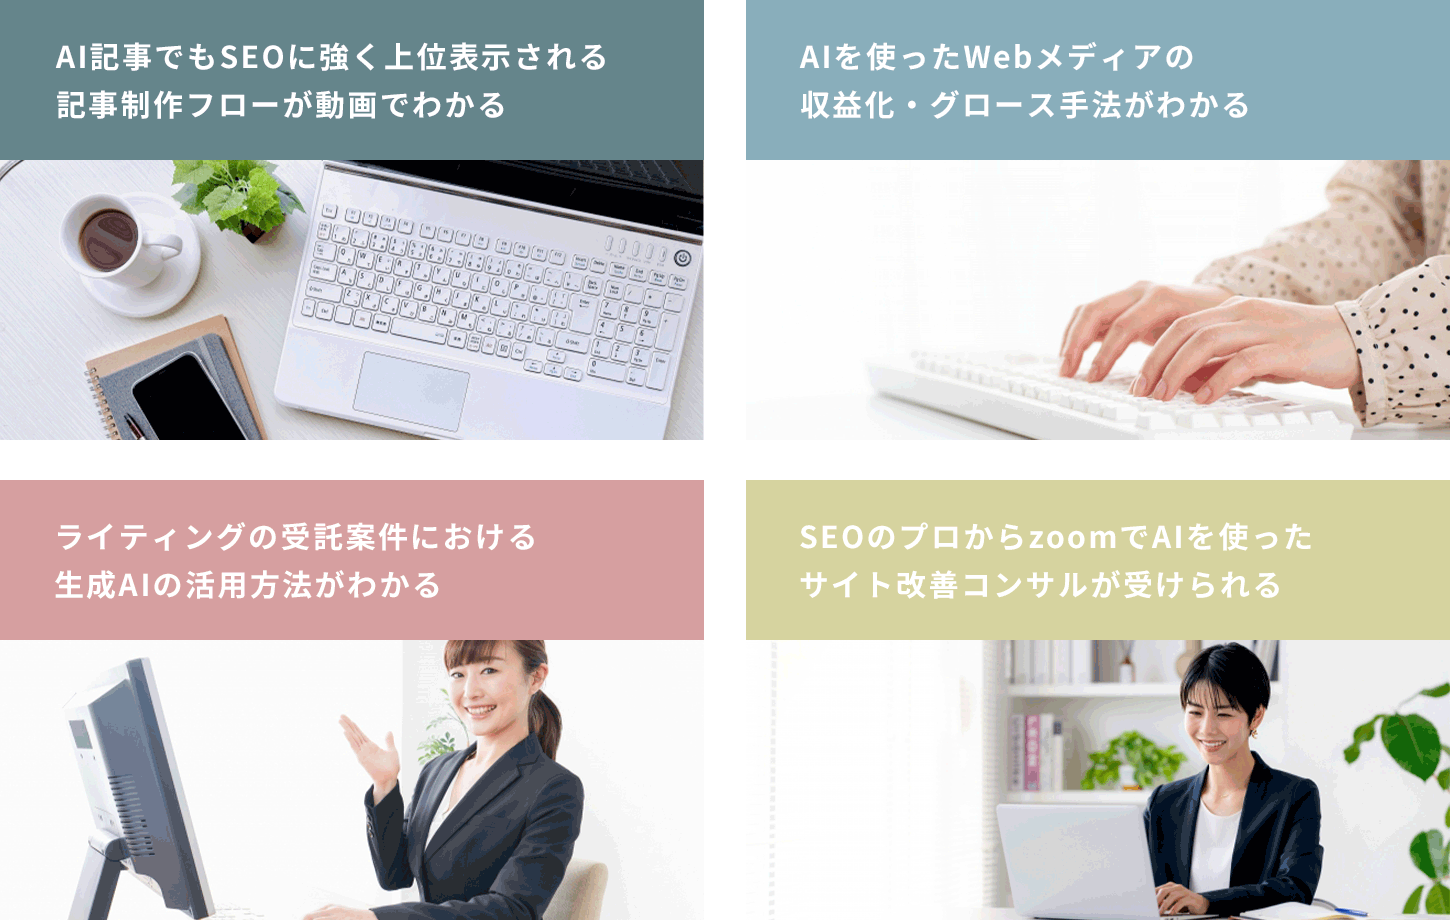 AI記事でもSEOに強く上位表示される
記事制作フローが動画でわかる
AIを使ったWebメディアの
収益化・グロース手法がわかる
ライティングの受託案件における
生成AIの活用方法がわかる
SEOのプロからzoomでAIを使った
サイト改善コンサルが受けられる